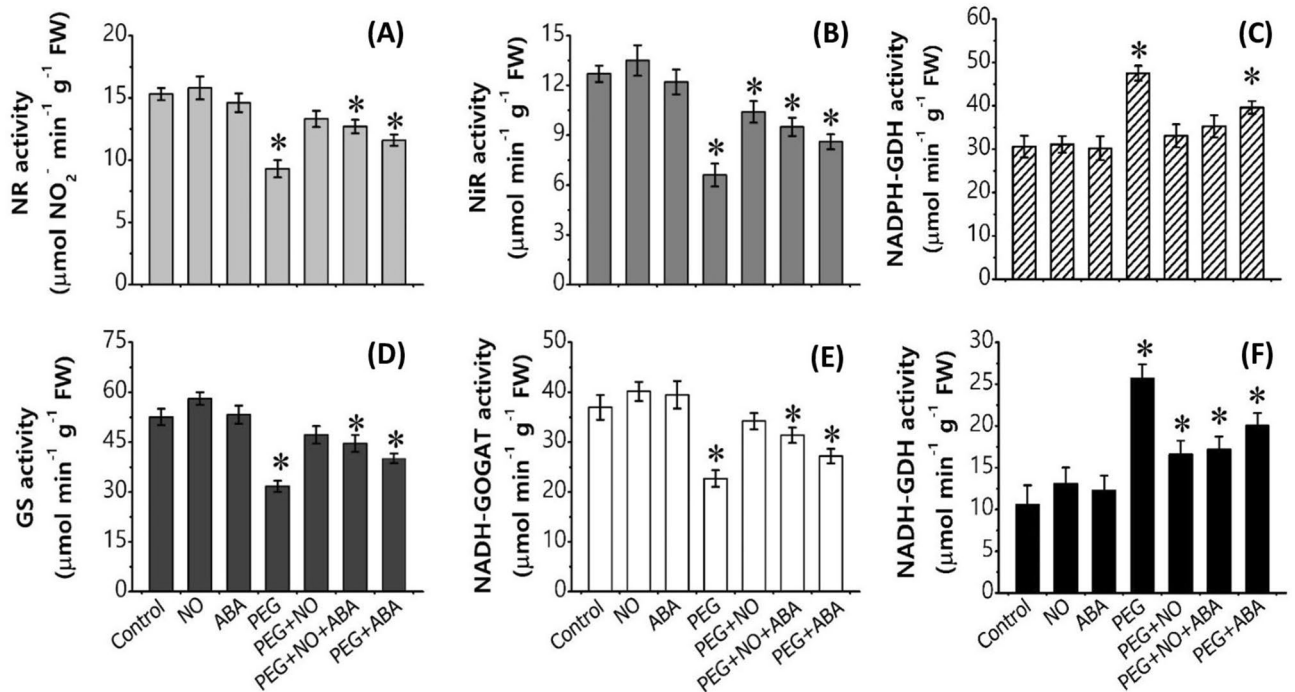 (A)
NR activity
(μmol NO₂⁻ min⁻¹ g⁻¹ FW)
20
15
10
5
0
*
*
*
(B)
NiR activity
(μmol min⁻¹ g⁻¹ FW)
15
12
9
6
3
0
*
*
*
*
(C)
NADPH-GDH activity
(μmol min⁻¹ g⁻¹ FW)
60
50
40
30
20
10
0
*
*
(D)
GS activity
(μmol min⁻¹ g⁻¹ FW)
75
60
45
30
15
0
*
*
*
Control
NO
ABA
PEG
PEG+NO
PEG+NO+ABA
PEG+ABA
(E)
NADH-GOGAT activity
(μmol min⁻¹ g⁻¹ FW)
50
40
30
20
10
0
*
*
*
Control
NO
ABA
PEG
PEG+NO
PEG+NO+ABA
PEG+ABA
(F)
NADH-GDH activity
(μmol min⁻¹ g⁻¹ FW)
30
25
20
15
10
5
0
*
*
*
*
Control
NO
ABA
PEG
PEG+NO
PEG+NO+ABA
PEG+ABA